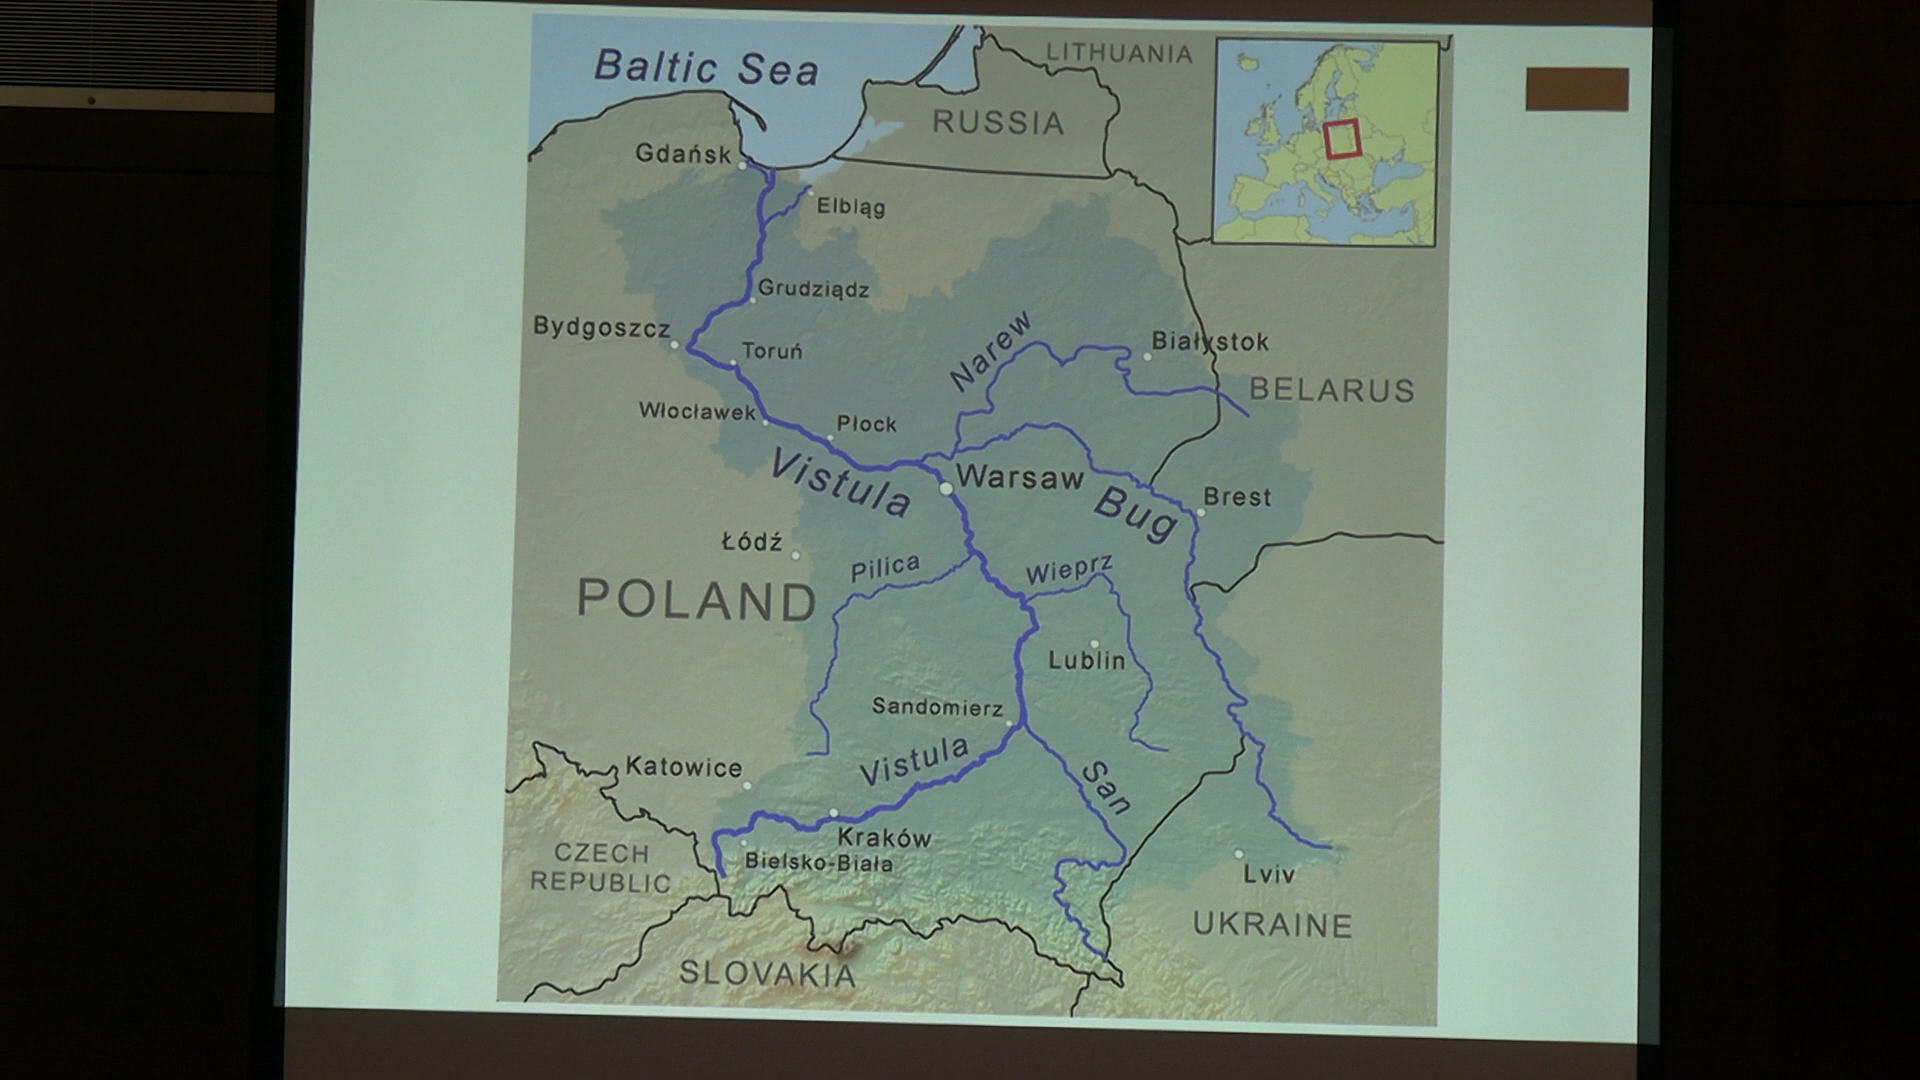 Baltic Sea
LITHUANIA
RUSSIA
Gdańsk
Elbląg
Grudziądz
Bydgoszcz
Toruń
Narew
Białystok
BELARUS
Włocławek
Płock
Vistula
Warsaw
Bug
Brest
Łódź
Pilica
Wieprz
POLAND
Lublin
Sandomierz
Vistula
Katowice
San
Kraków
Bielsko-Biała
CZECH
REPUBLIC
Lviv
UKRAINE
SLOVAKIA